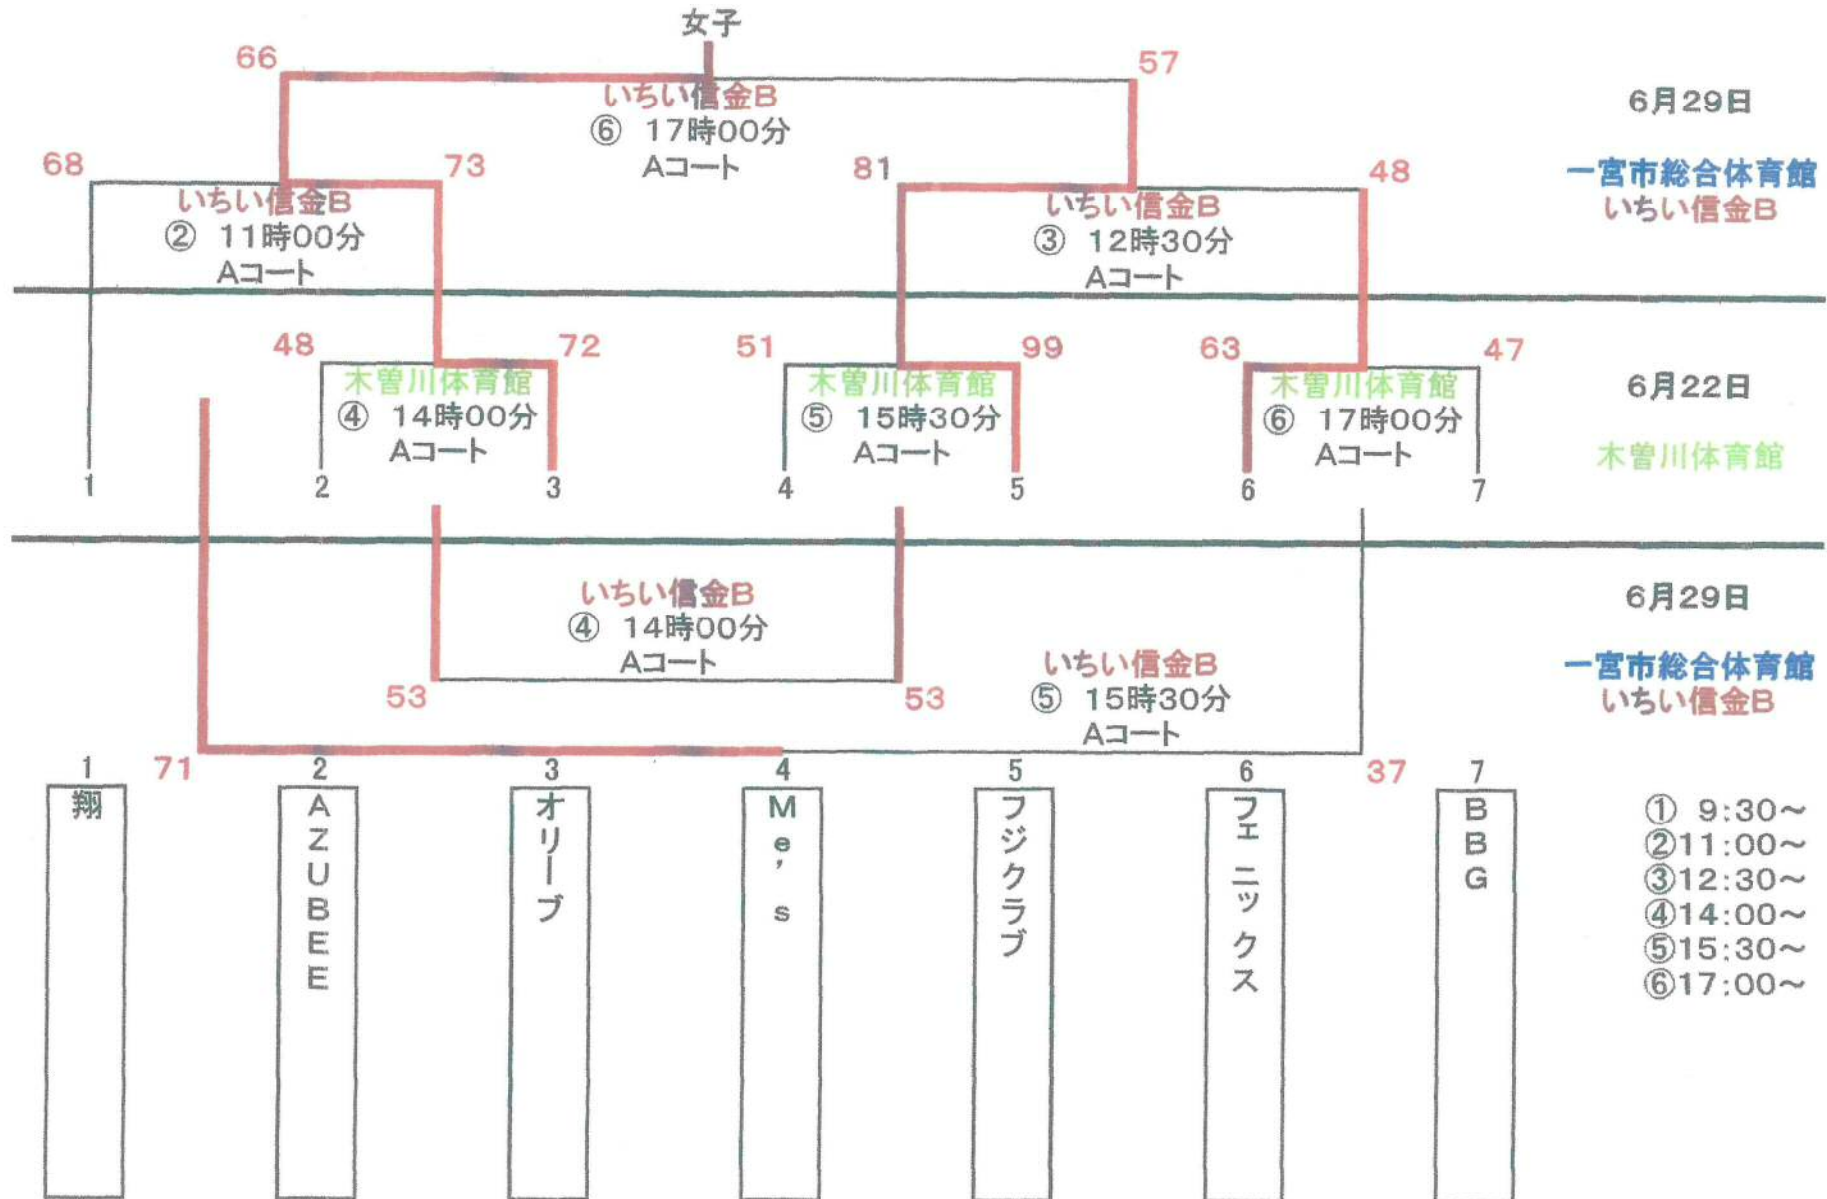 女子
66
57
いちい信金B
⑥ 17時00分
Aコート
6月29日
一宮市総合体育館
いちい信金B
68
73
81
48
いちい信金B
② 11時00分
Aコート
いちい信金B
③ 12時30分
Aコート
48
72
51
99
63
47
木曽川体育館
④ 14時00分
Aコート
木曽川体育館
⑤ 15時30分
Aコート
木曽川体育館
⑥ 17時00分
Aコート
6月22日
木曽川体育館
1
2
3
4
5
6
7
いちい信金B
④ 14時00分
Aコート
53
53
いちい信金B
⑤ 15時30分
Aコート
6月29日
一宮市総合体育館
いちい信金B
71
37
1
2
3
4
5
6
7
翔
AZUBEE
オリーブ
Me's
フジクラブ
フェニックス
BBG
① 9:30～
②11:00～
③12:30～
④14:00～
⑤15:30～
⑥17:00～